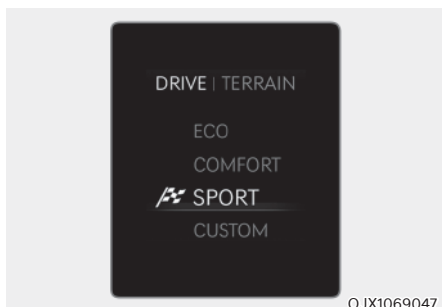 DRIVE | TERRAIN
ECO
COMFORT
SPORT
CUSTOM
OJX1069047